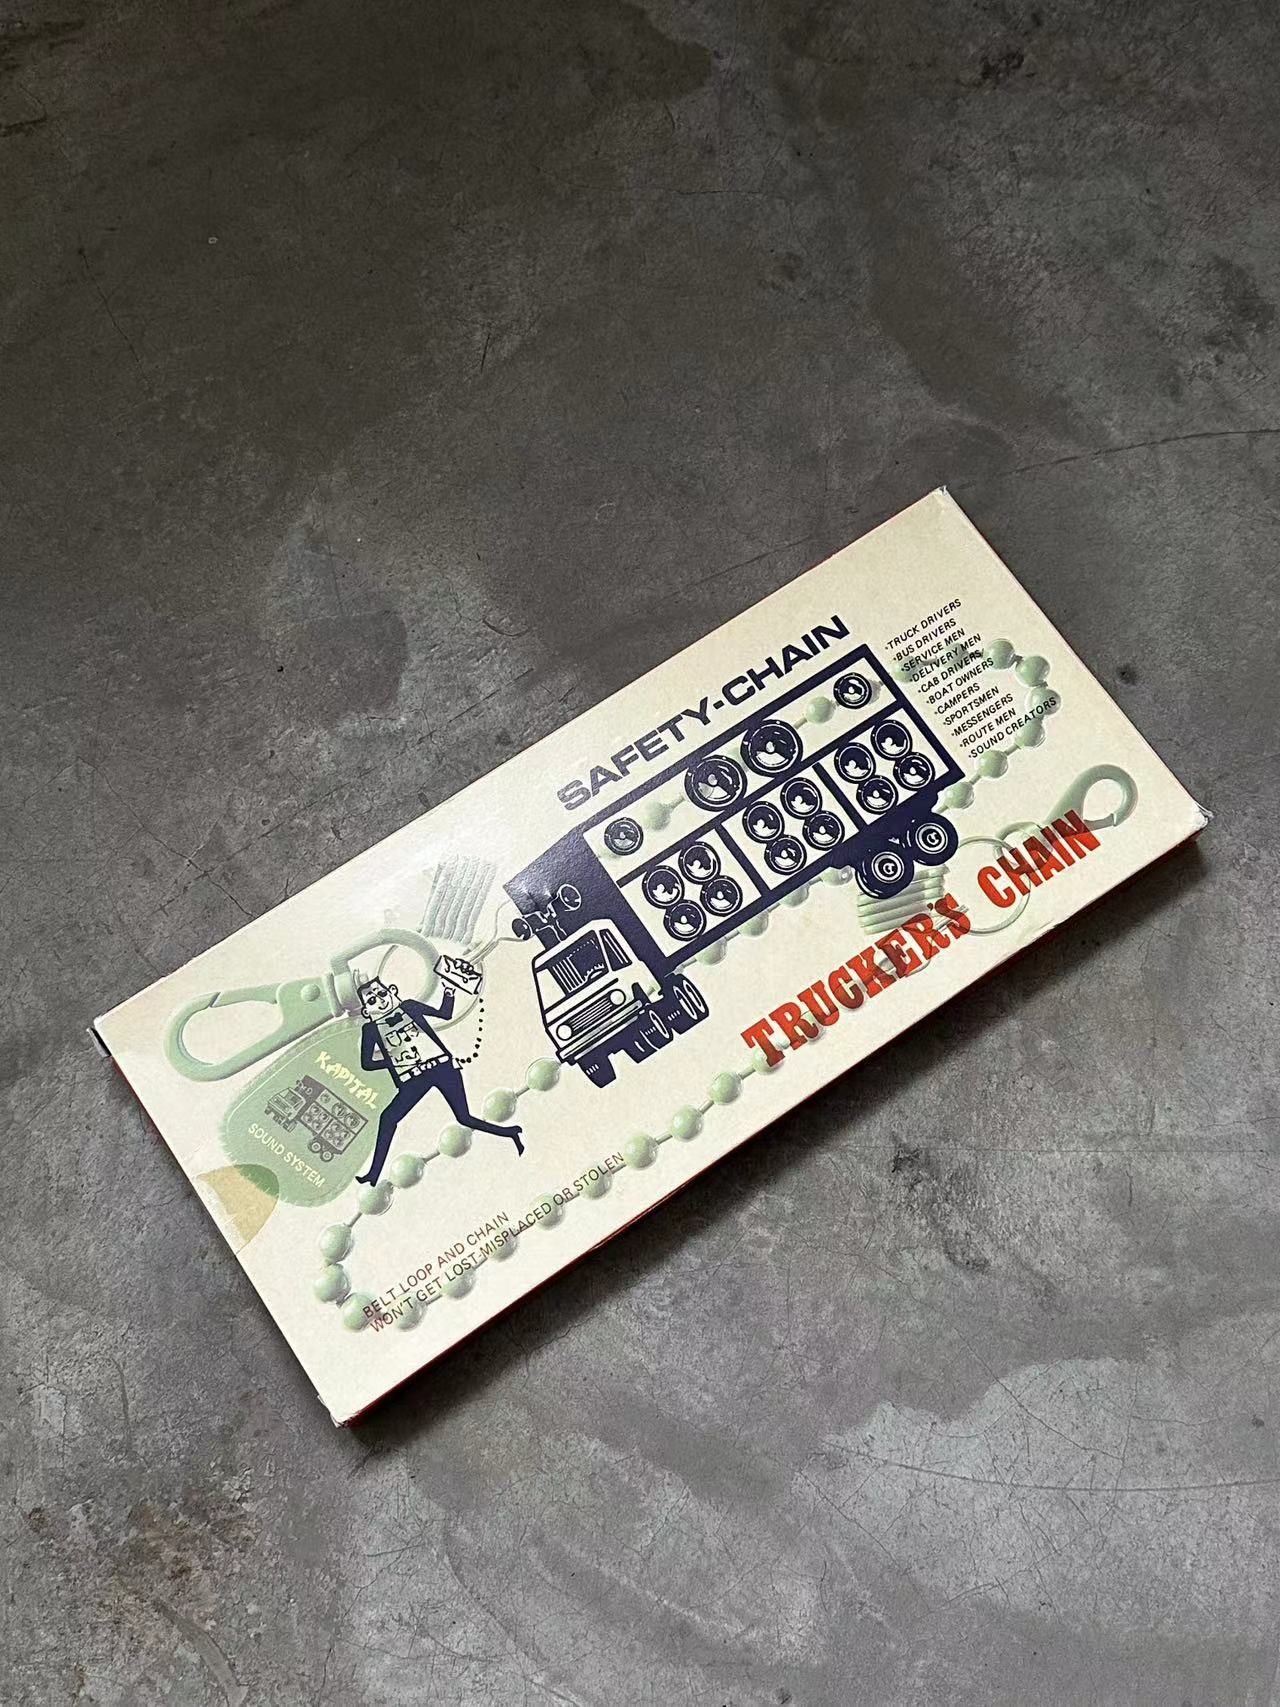 SAFETY-CHAIN
•TRUCK DRIVERS
•BUS DRIVERS
•SERVICE MEN
•DELIVERY MEN
•CAB DRIVERS
•BOAT OWNERS
•CAMPERS
•SPORTSMEN
•MESSENGERS
•ROUTE MEN
•SOUND CREATORS
TRUCKER'S CHAIN
KAPITAL
SOUND SYSTEM
BELT LOOP AND CHAIN
WON'T GET LOST-MISPLACED OR STOLEN